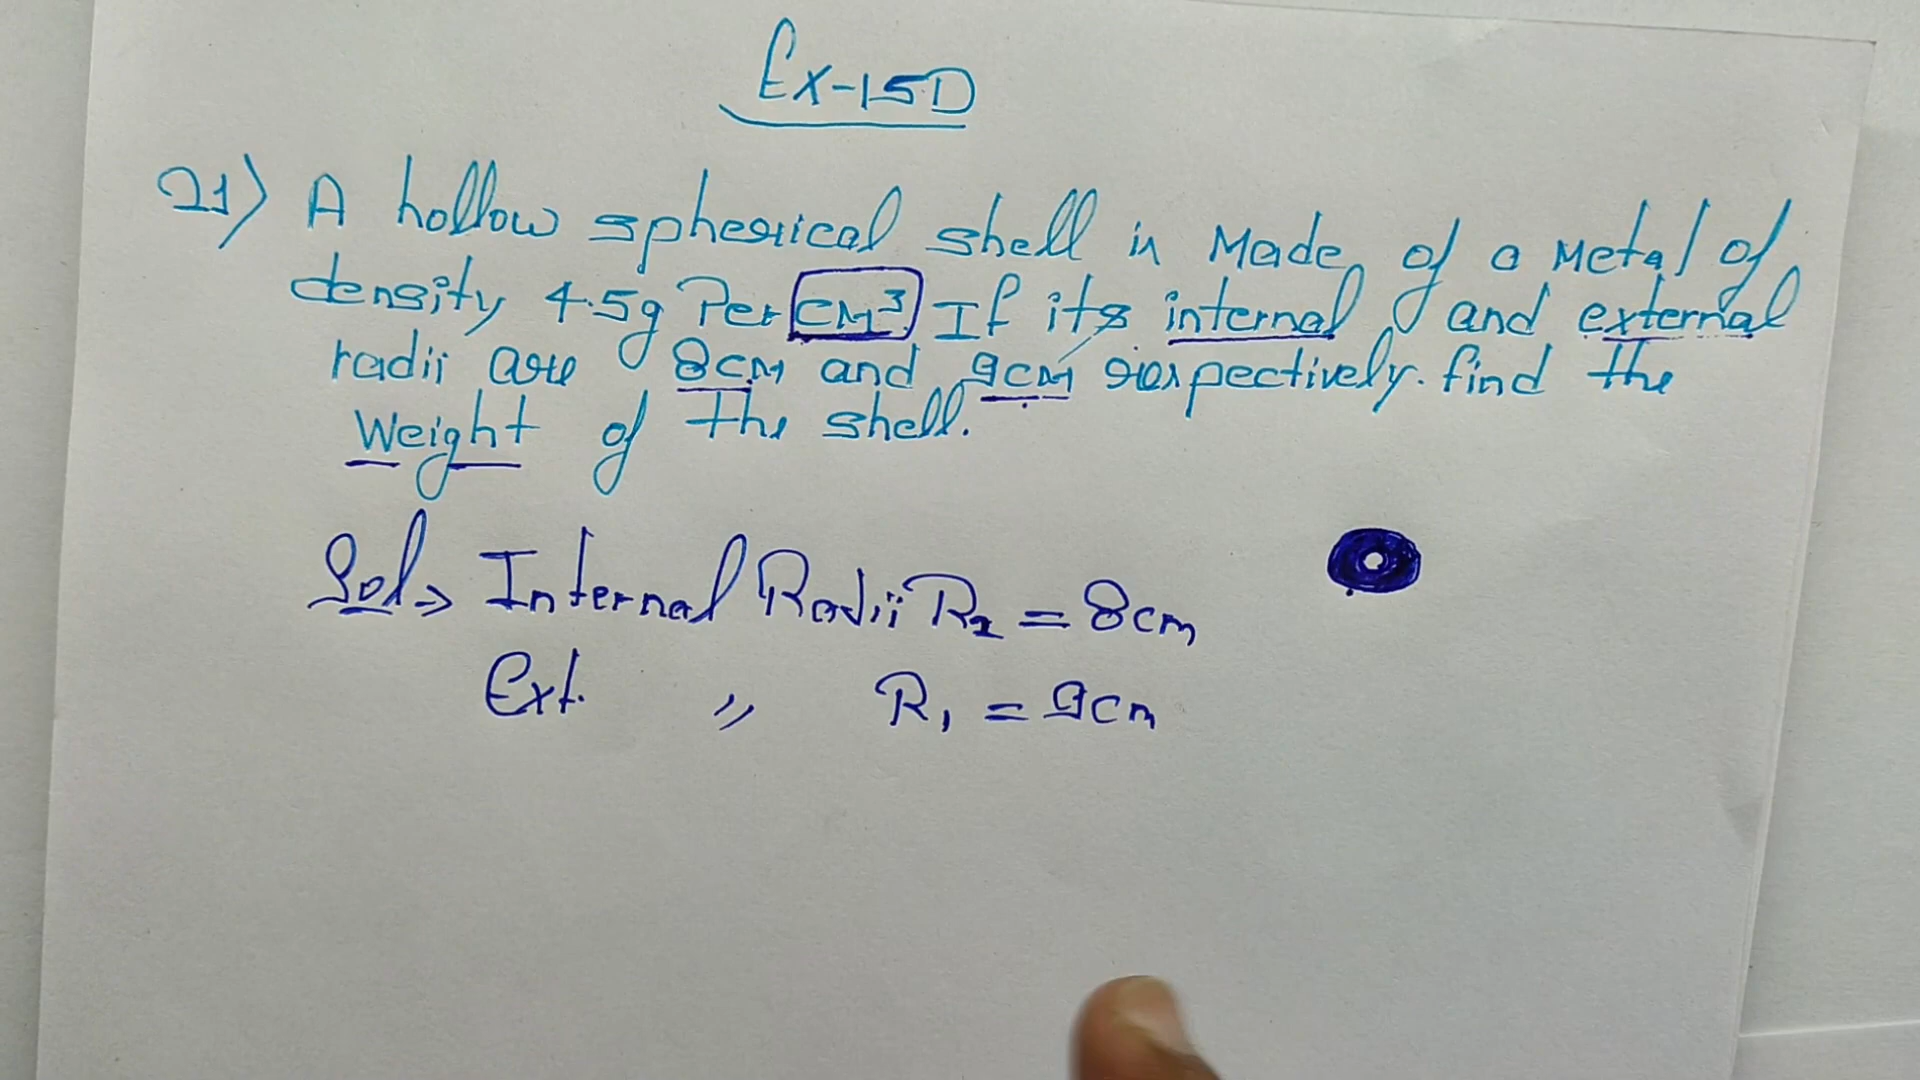 Ex-15D
21) A hollow spherical shell is Made of a Metal of
density 4.5g Per cm³. If its internal and external
radii are 8cm and 9cm respectively. find the
Weight of the shell.
Sol→ Internal Radii R₂ = 8cm
Ext. " R₁ = 9cm